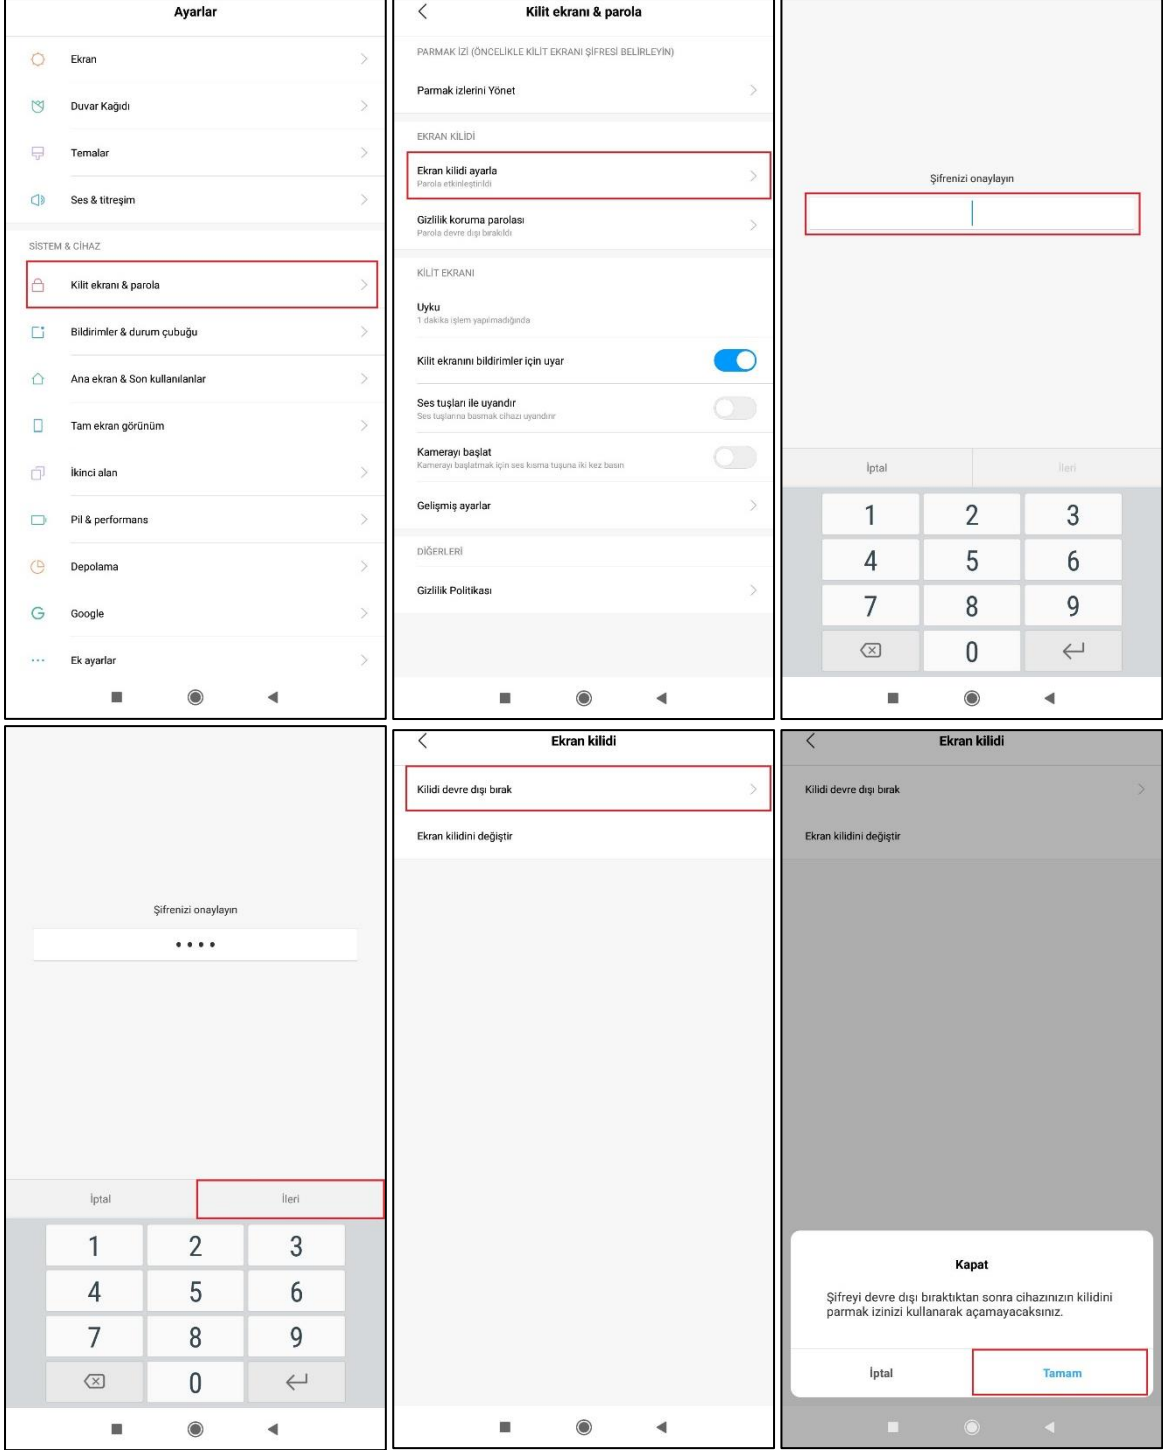 Ayarlar
Ekran
Duvar Kağıdı
Temalar
Ses & titreşim
SİSTEM & CİHAZ
Kilit ekranı & parola
Bildirimler & durum çubuğu
Ana ekran & Son kullanılanlar
Tam ekran görünüm
İkinci alan
Pil & performans
Depolama
Google
Ek ayarlar
Kilit ekranı & parola
PARMAK İZİ (ÖNCELİKLE KİLİT EKRANI ŞİFRESİ BELİRLEYİN)
Parmak izlerini Yönet
EKRAN KİLİDİ
Ekran kilidi ayarla
Parola etkinleştirildi
Gizlilik koruma parolası
Parola devre dışı bırakıldı
KİLİT EKRANI
Uyku
1 dakika işlem yapılmadığında
Kilit ekranını bildirimler için uyar
Ses tuşları ile uyandır
Ses tuşlarına basmak cihazı uyandırır
Kamerayı başlat
Kamerayı başlatmak için ses kısma tuşuna iki kez basın
Gelişmiş ayarlar
DİĞERLERİ
Gizlilik Politikası
Şifrenizi onaylayın
İptal İleri
1 2 3
4 5 6
7 8 9
0
Şifrenizi onaylayın
••••
İptal İleri
1 2 3
4 5 6
7 8 9
0
Ekran kilidi
Kilidi devre dışı bırak
Ekran kilidini değiştir
Ekran kilidi
Kilidi devre dışı bırak
Ekran kilidini değiştir
Kapat
Şifreyi devre dışı bıraktıktan sonra cihazınızın kilidini
parmak izinizi kullanarak açamayacaksınız.
İptal Tamam